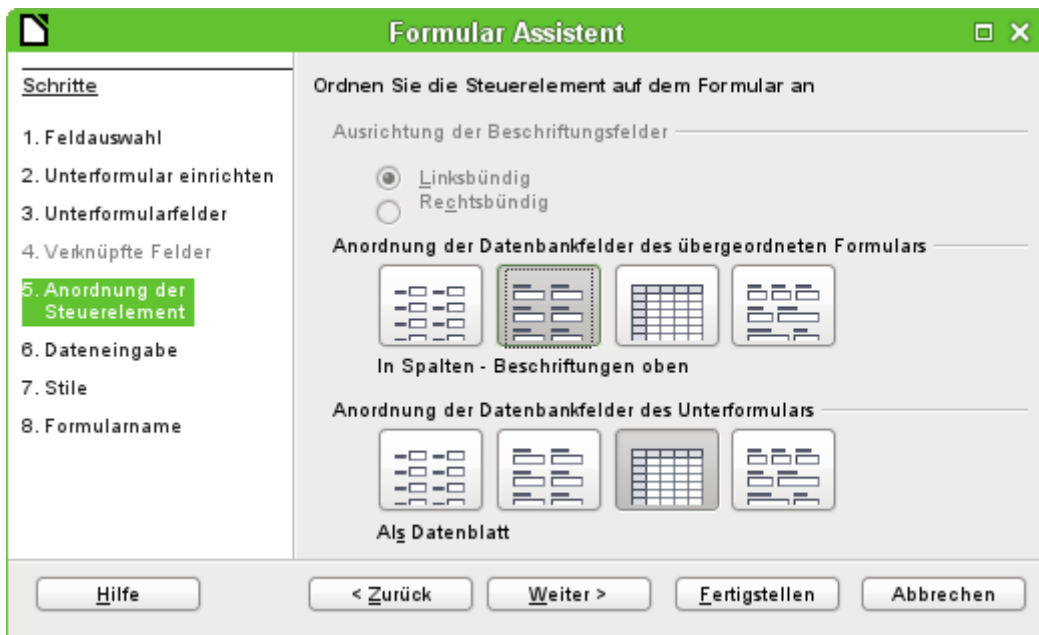 Formular Assistent
Schritte
1. Feldauswahl
2. Unterformular einrichten
3. Unterformularfelder
4. Verknüpfte Felder
5. Anordnung der
Steuerelement
6. Dateneingabe
7. Stile
8. Formularname
Ordnen Sie die Steuerelement auf dem Formular an
Ausrichtung der Beschriftungsfelder
Linksbündig
Rechtsbündig
Anordnung der Datenbankfelder des übergeordneten Formulars
In Spalten - Beschriftungen oben
Anordnung der Datenbankfelder des Unterformulars
Als Datenblatt
Hilfe
< Zurück
Weiter >
Fertigstellen
Abbrechen